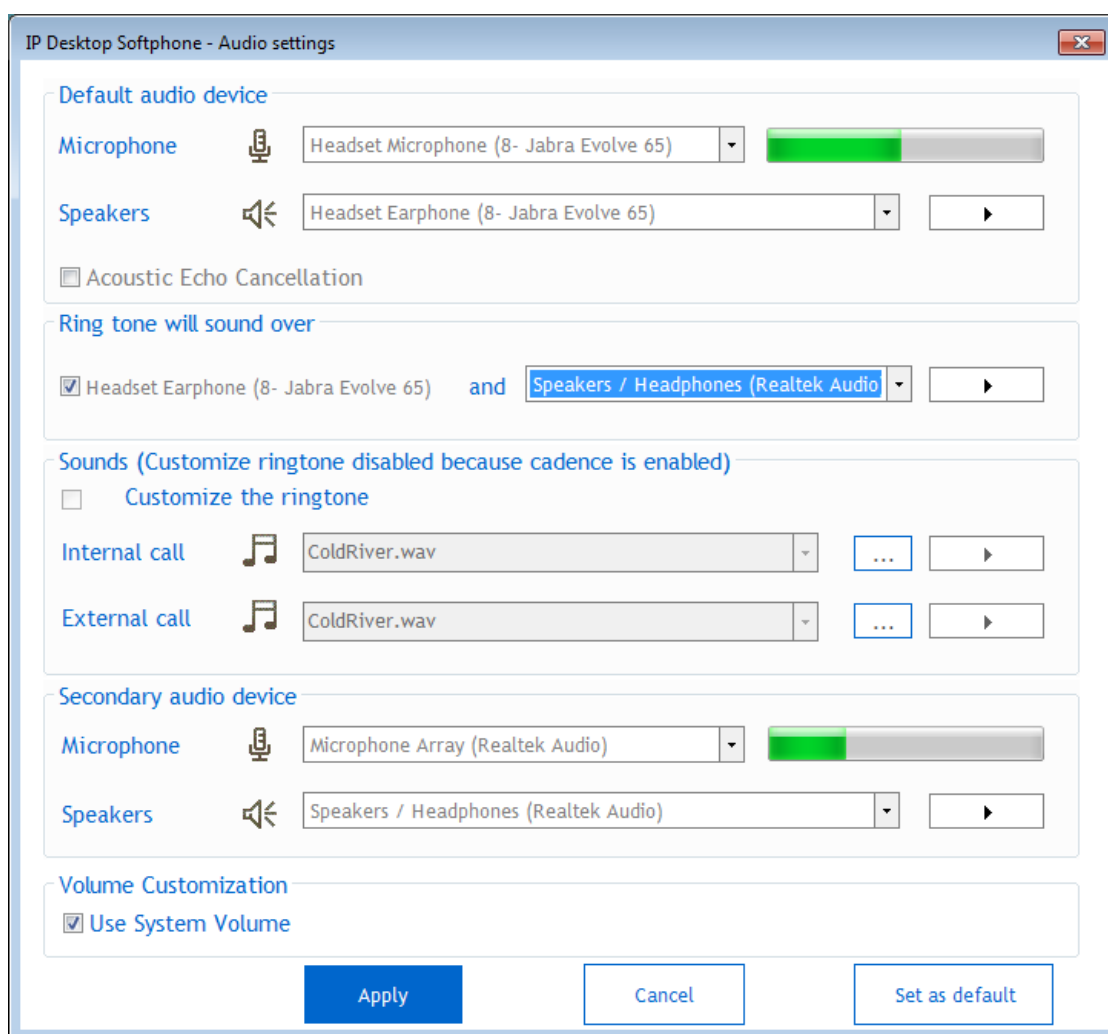 IP Desktop Softphone - Audio settings
Default audio device
Microphone Headset Microphone (8- Jabra Evolve 65)
Speakers Headset Earphone (8- Jabra Evolve 65)
Acoustic Echo Cancellation
Ring tone will sound over
Headset Earphone (8- Jabra Evolve 65) and Speakers / Headphones (Realtek Audio
Sounds (Customize ringtone disabled because cadence is enabled)
Customize the ringtone
Internal call ColdRiver.wav ...
External call ColdRiver.wav ...
Secondary audio device
Microphone Microphone Array (Realtek Audio)
Speakers Speakers / Headphones (Realtek Audio)
Volume Customization
Use System Volume
Apply Cancel Set as default